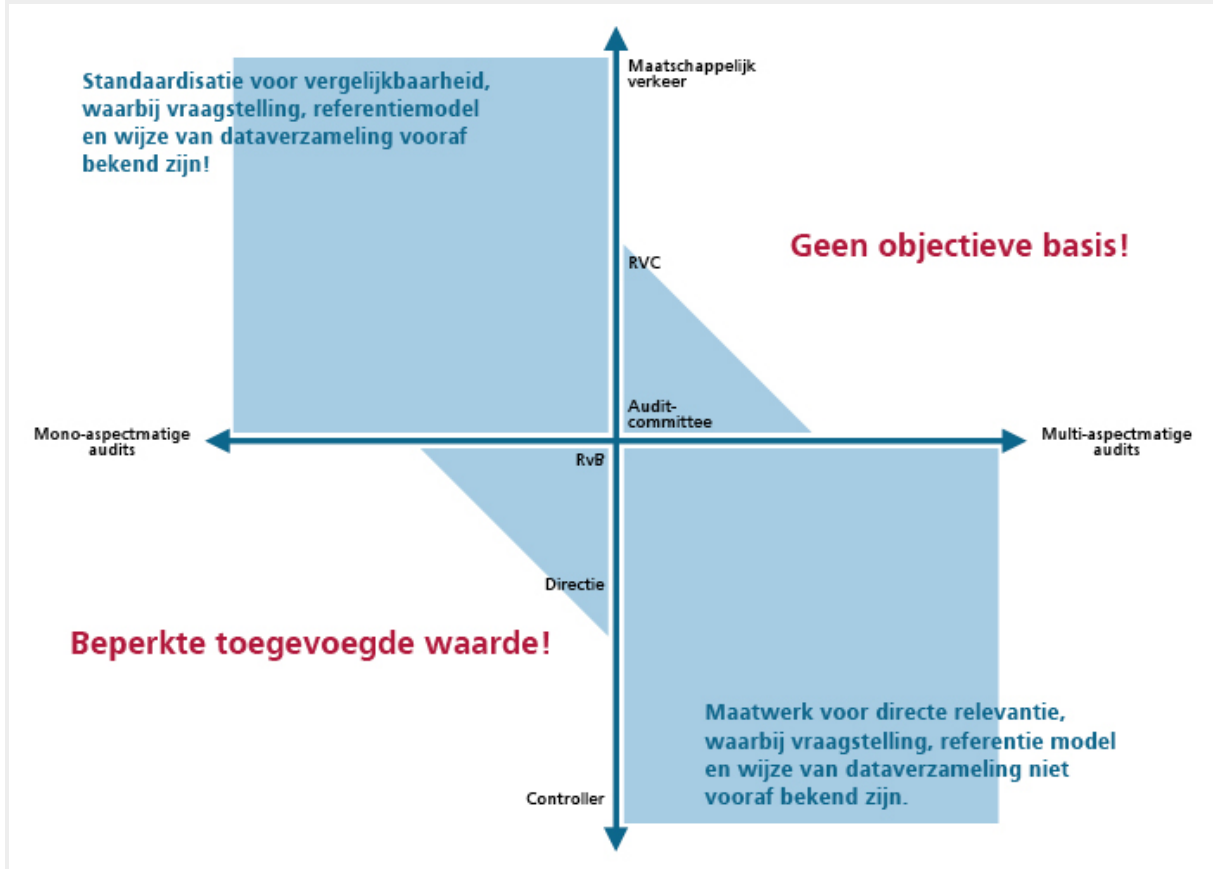 Maatschappelijk
verkeer
Standaardisatie voor vergelijkbaarheid,
waarbij vraagstelling, referentiemodel
en wijze van dataverzameling vooraf
bekend zijn!
Geen objectieve basis!
RVC
Audit-
committee
Mono-aspectmatige
audits
Multi-aspectmatige
audits
RvB
Directie
Beperkte toegevoegde waarde!
Maatwerk voor directe relevantie,
waarbij vraagstelling, referentie model
en wijze van dataverzameling niet
vooraf bekend zijn.
Controller